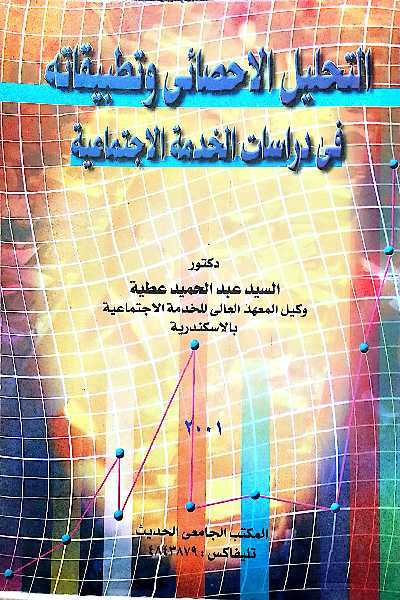 التحليل الاحصائى وتطبيقاته
فى دراسات الخدمة الاجتماعية
دكتور
السيد عبد الحميد عطية
وكيل المعهد العالى للخدمة الاجتماعية
بالاسكندرية
٢٠٠١
المكتب الجامعى الحديث
تليفاكس : ٤٨٤٣٨٧٩